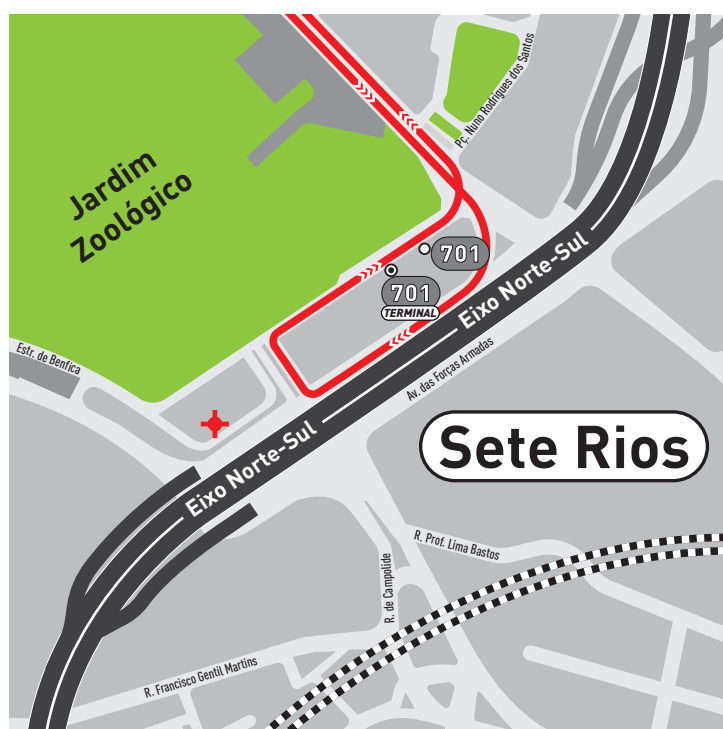 Pç. Nuno Rodrigues dos Santos
Jardim
Zoológico
701
701
TERMINAL
Eixo Norte-Sul
Estr. de Benfica
Av. das Forças Armadas
Sete Rios
Eixo Norte-Sul
R. Prof. Lima Bastos
R. de Campolide
R. Francisco Gentil Martins